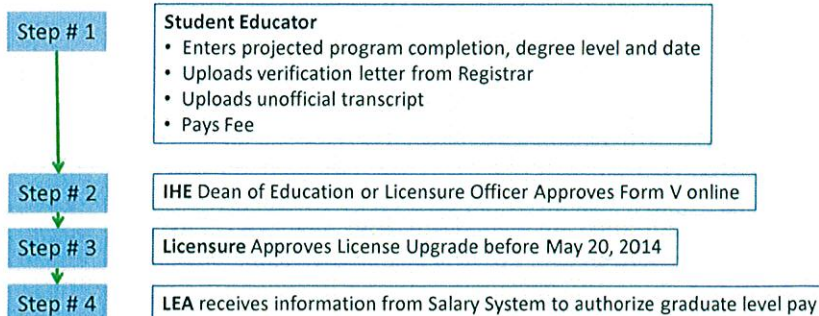 Step # 1
Student Educator
• Enters projected program completion, degree level and date
• Uploads verification letter from Registrar
• Uploads unofficial transcript
• Pays Fee
Step # 2
IHE Dean of Education or Licensure Officer Approves Form V online
Step # 3
Licensure Approves License Upgrade before May 20, 2014
Step # 4
LEA receives information from Salary System to authorize graduate level pay